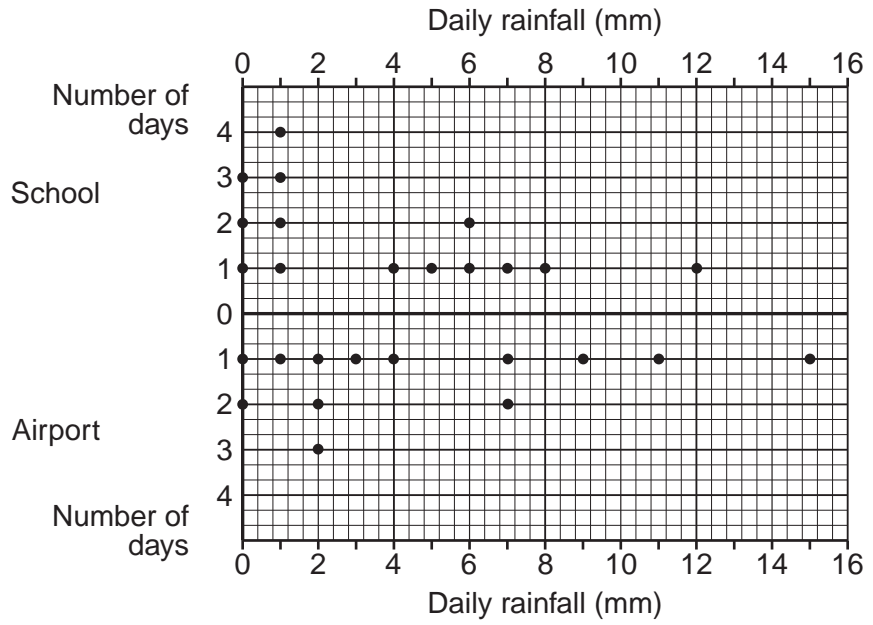 Daily rainfall (mm)
0 2 4 6 8 10 12 14 16
Number of
days
4
3
School
2
1
0
1
2
Airport
3
4
Number of
days
0 2 4 6 8 10 12 14 16
Daily rainfall (mm)